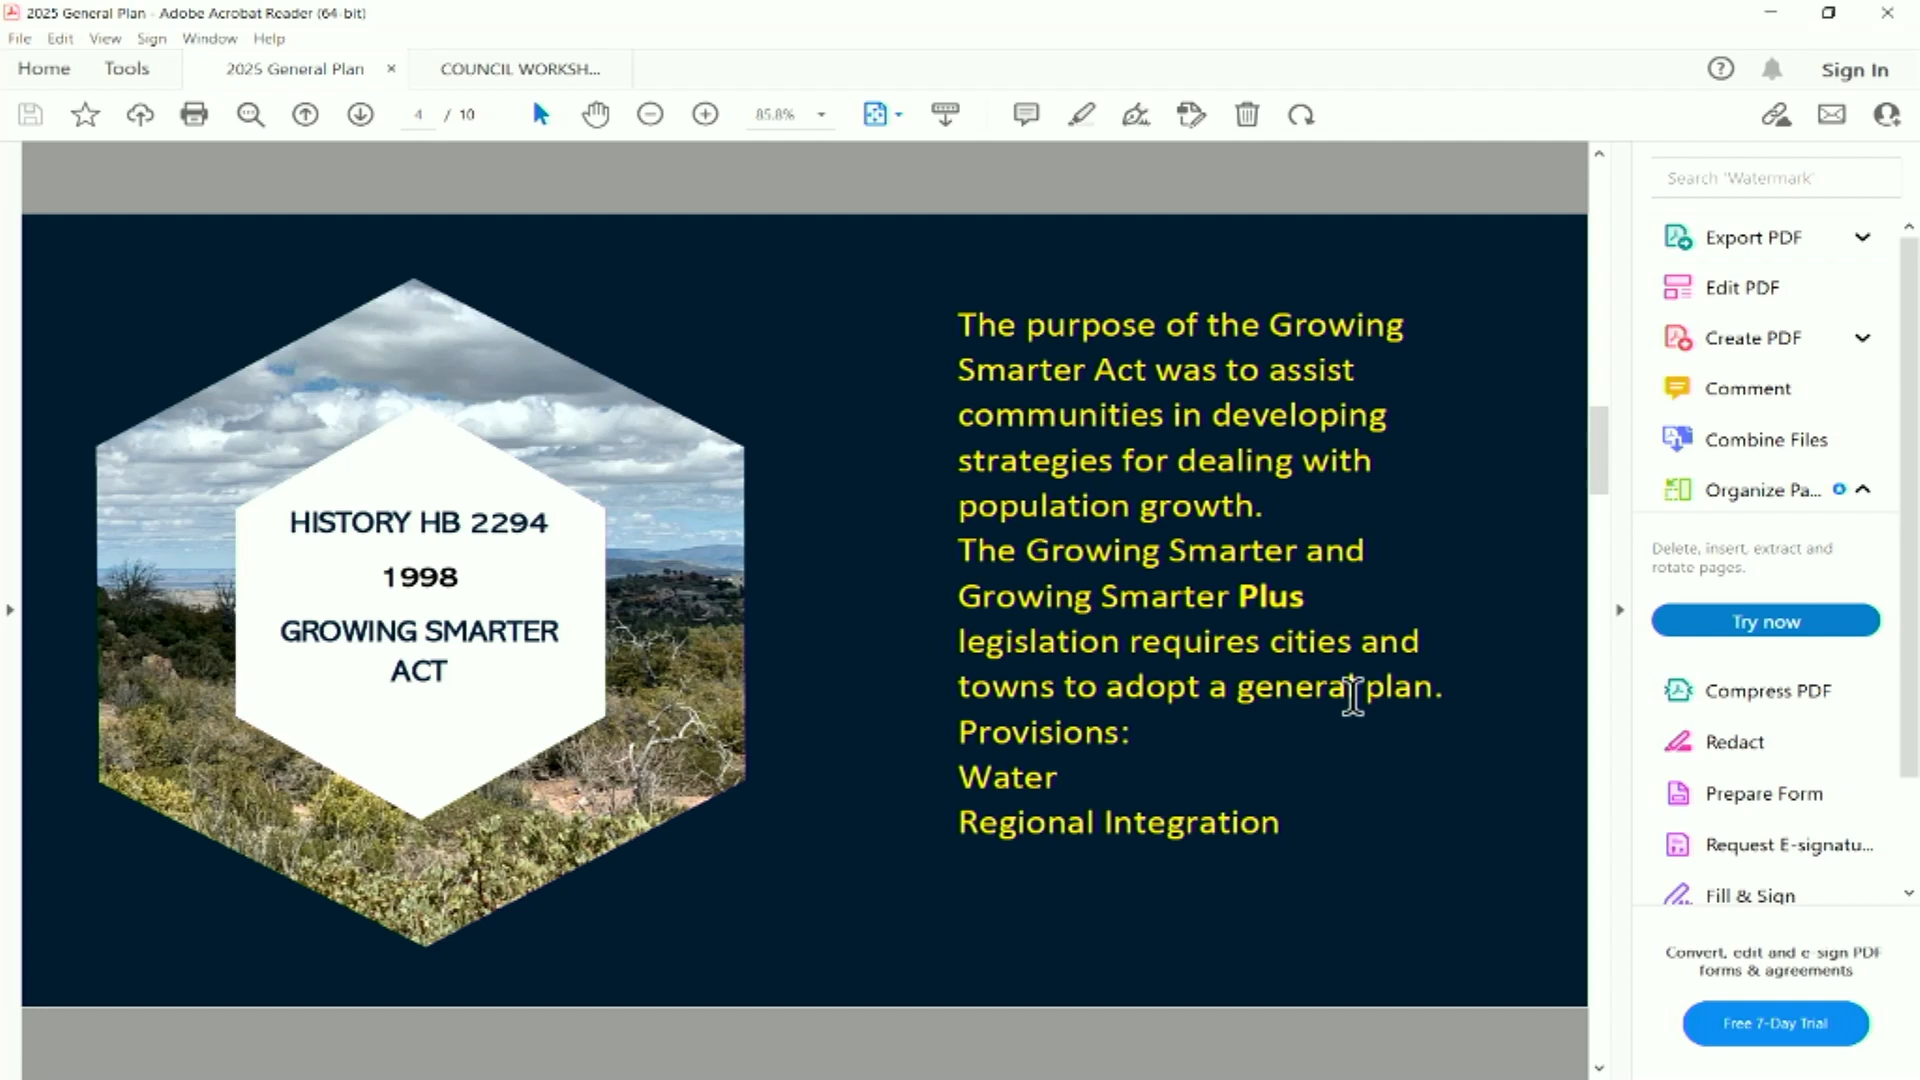 2025 General Plan - Adobe Acrobat Reader (64-bit)
File Edit View Sign Window Help
Home Tools 2025 General Plan × COUNCIL WORKSH... Sign In
4 / 10 85.8%
Search 'Watermark'
Export PDF
Edit PDF
Create PDF
Comment
Combine Files
Organize Pa...
Delete, insert, extract and
rotate pages.
Try now
Compress PDF
Redact
Prepare Form
Request E-signatu...
Fill & Sign
Convert, edit and e-sign PDF
forms & agreements
Free 7-Day Trial
HISTORY HB 2294
1998
GROWING SMARTER
ACT
The purpose of the Growing
Smarter Act was to assist
communities in developing
strategies for dealing with
population growth.
The Growing Smarter and
Growing Smarter Plus
legislation requires cities and
towns to adopt a general plan.
Provisions:
Water
Regional Integration